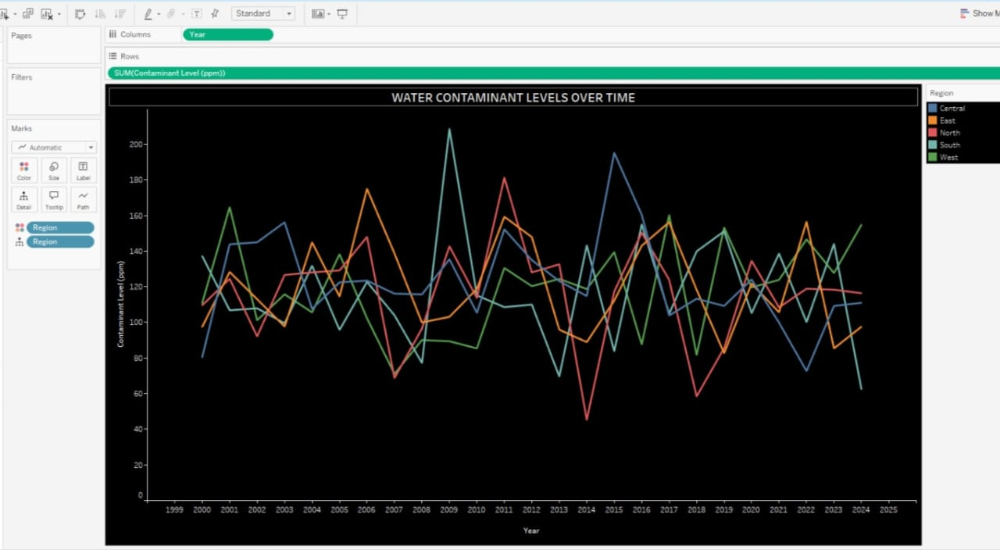 Standard
Show
Pages
Columns
Year
Rows
SUM(Contaminant Level (ppm))
Filters
Marks
Automatic
Color
Size
Label
Detail
Tooltip
Path
Region
Region
WATER CONTAMINANT LEVELS OVER TIME
Contaminant Level (ppm)
200
180
160
140
120
100
80
60
40
20
0
1999 2000 2001 2002 2003 2004 2005 2006 2007 2008 2009 2010 2011 2012 2013 2014 2015 2016 2017 2018 2019 2020 2021 2022 2023 2024 2025
Year
Region
Central
East
North
South
West